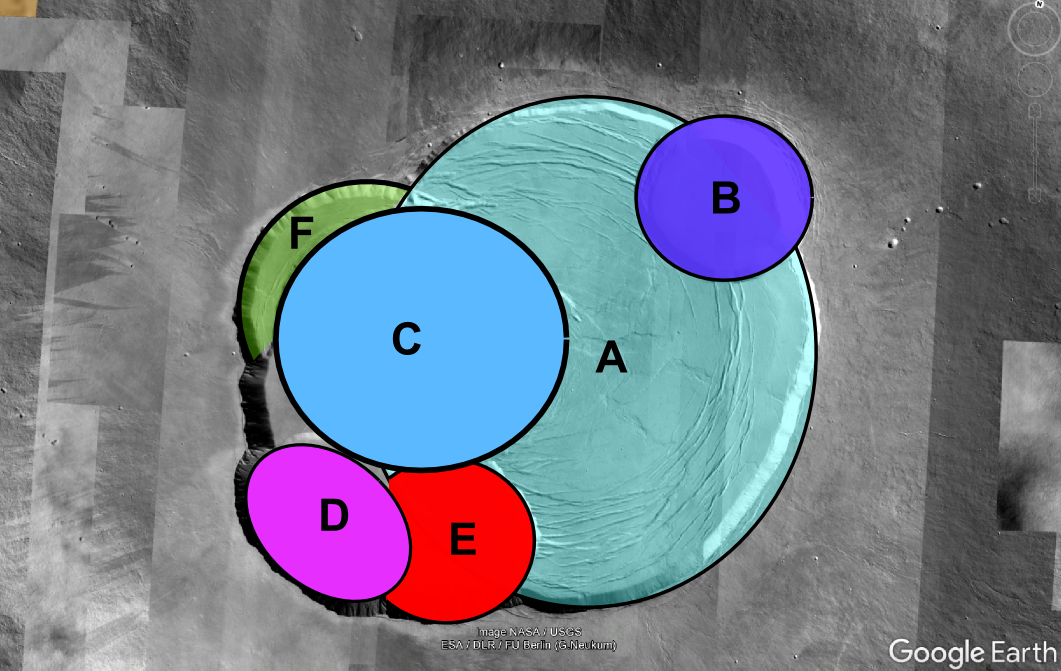 N
B
F
C
A
D
E
Image NASA / USGS
ESA / DLR / FU Berlin (G-Neukum)
Google Earth